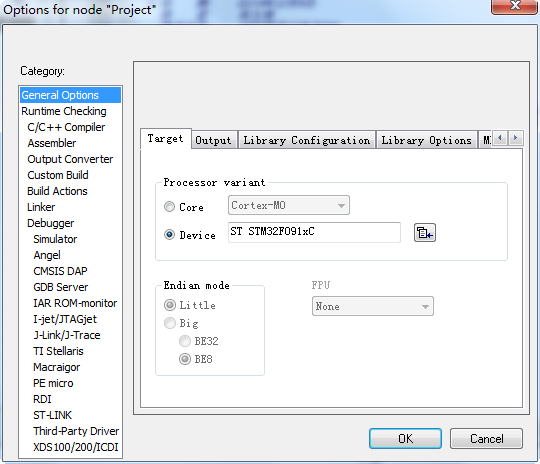 Options for node "Project"
Category:
General Options
Runtime Checking
C/C++ Compiler
Assembler
Output Converter
Custom Build
Build Actions
Linker
Debugger
Simulator
Angel
CMSIS DAP
GDB Server
IAR ROM-monitor
I-jet/JTAGjet
J-Link/J-Trace
TI Stellaris
Macraigor
PE micro
RDI
ST-LINK
Third-Party Driver
XDS100/200/ICDI
Target Output Library Configuration Library Options
Processor variant
Core Cortex-M0
Device ST STM32F091xC
Endian mode
Little
Big
BE32
BE8
FPU
None
OK Cancel